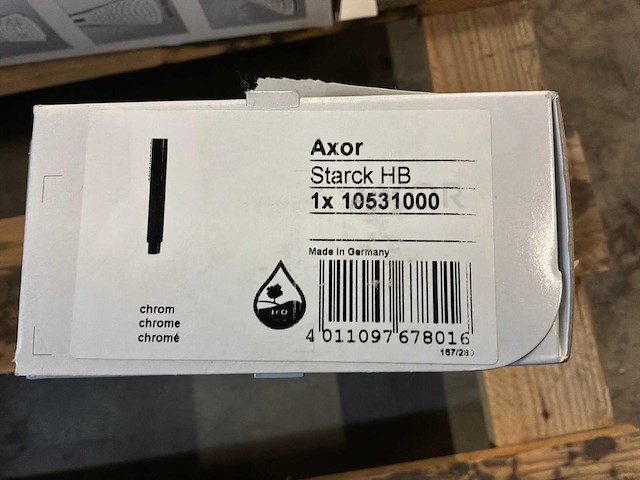 Axor
Starck HB
1x 10531000
Made in Germany
chrom
chrome
chromé
4 011097 678016